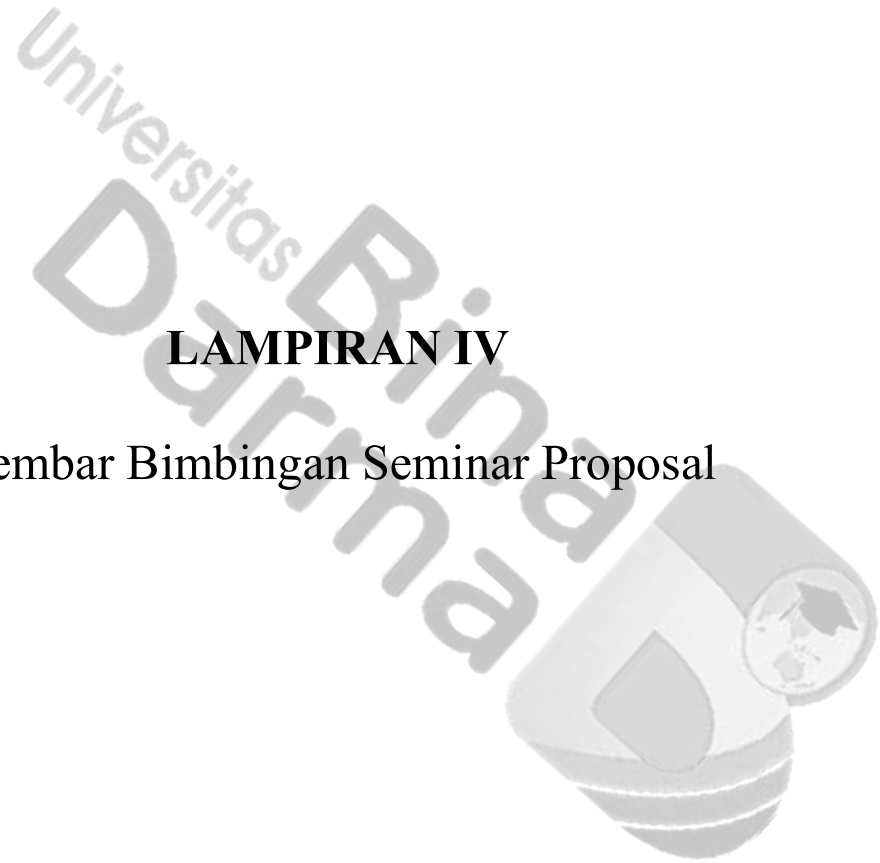 Universitas
Bina
Darma
LAMPIRAN IV
embar Bimbingan Seminar Proposal